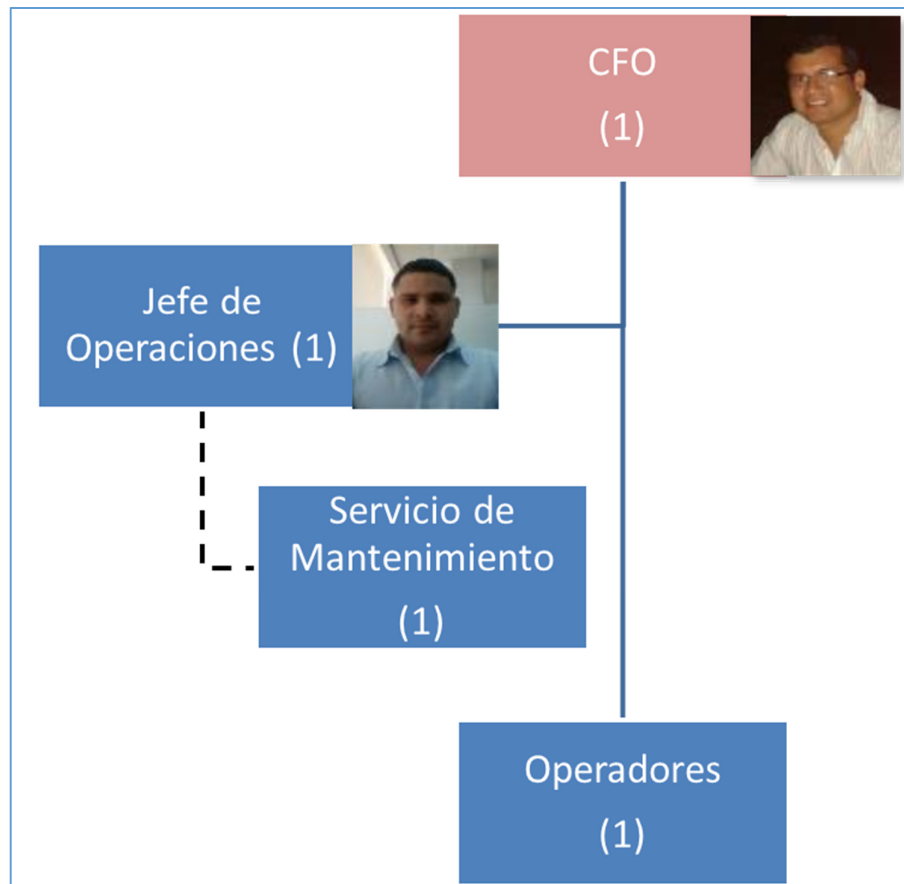 CFO
(1)
Jefe de
Operaciones (1)
Servicio de
Mantenimiento
(1)
Operadores
(1)